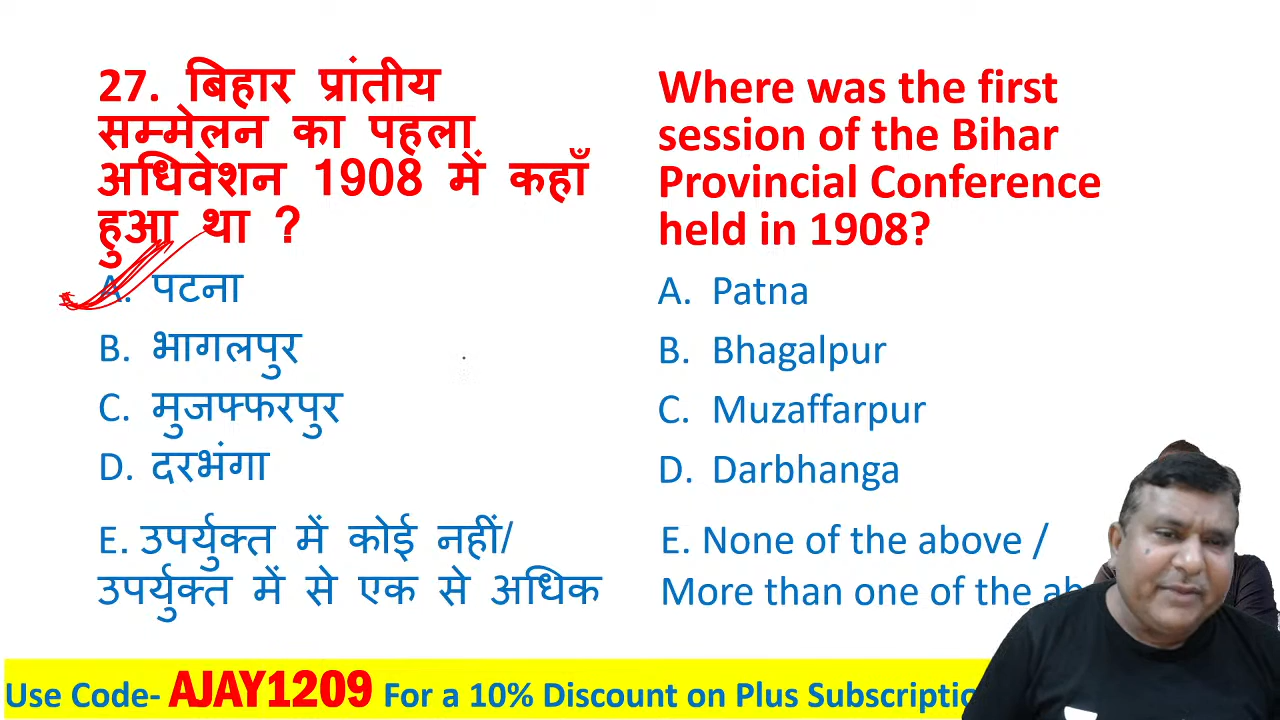 27. बिहार प्रांतीय
सम्मेलन का पहला
अधिवेशन 1908 में कहाँ
हुआ था ?
A. पटना
B. भागलपुर
C. मुजफ्फरपुर
D. दरभंगा
E. उपर्युक्त में कोई नहीं/
उपर्युक्त में से एक से अधिक
Where was the first
session of the Bihar
Provincial Conference
held in 1908?
A. Patna
B. Bhagalpur
C. Muzaffarpur
D. Darbhanga
E. None of the above /
More than one of the
Use Code- AJAY1209 For a 10% Discount on Plus